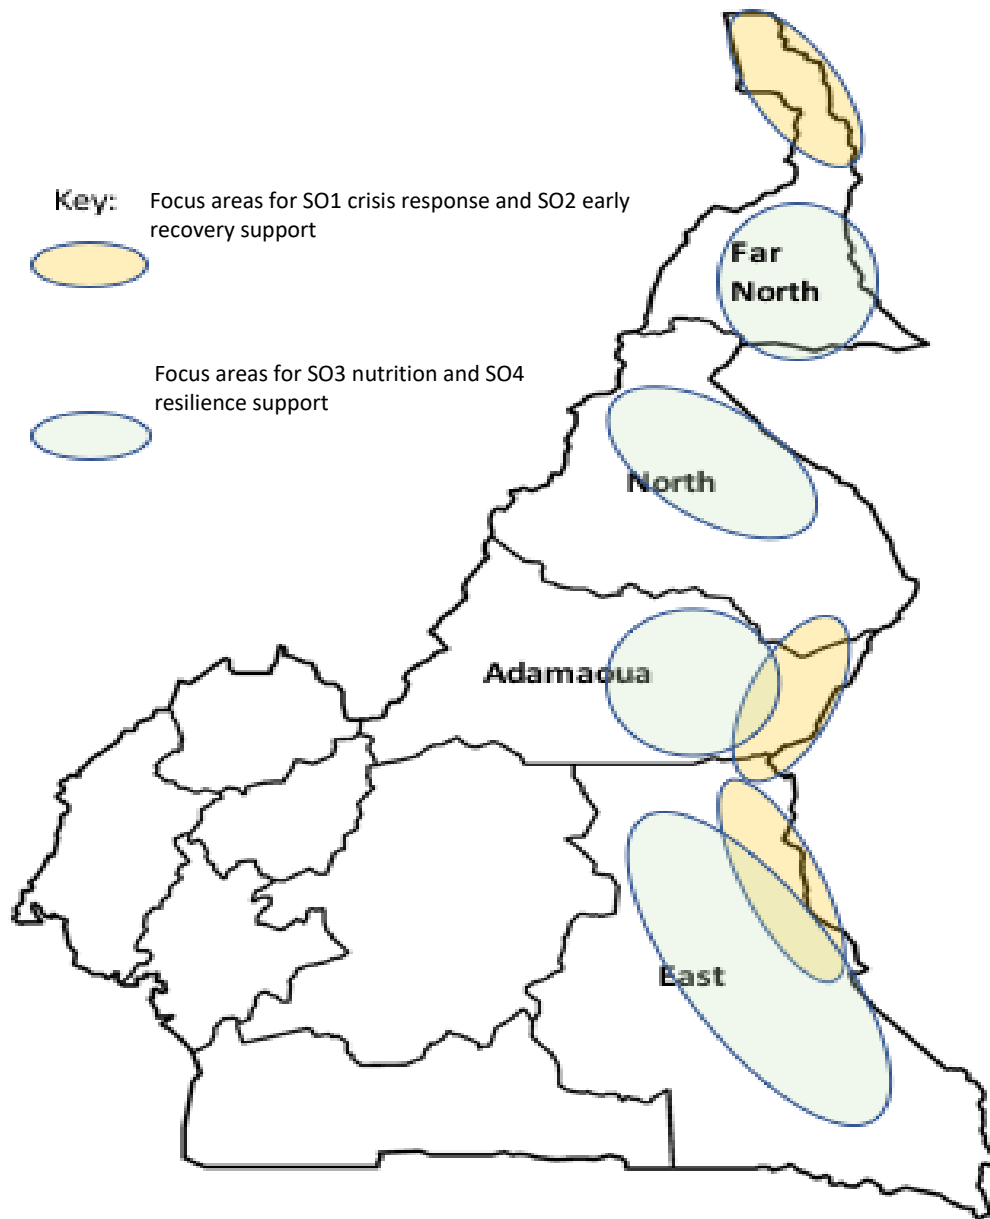 Key:
Focus areas for SO1 crisis response and SO2 early
recovery support
Focus areas for SO3 nutrition and SO4
resilience support
Far
North
North
Adamaoua
East